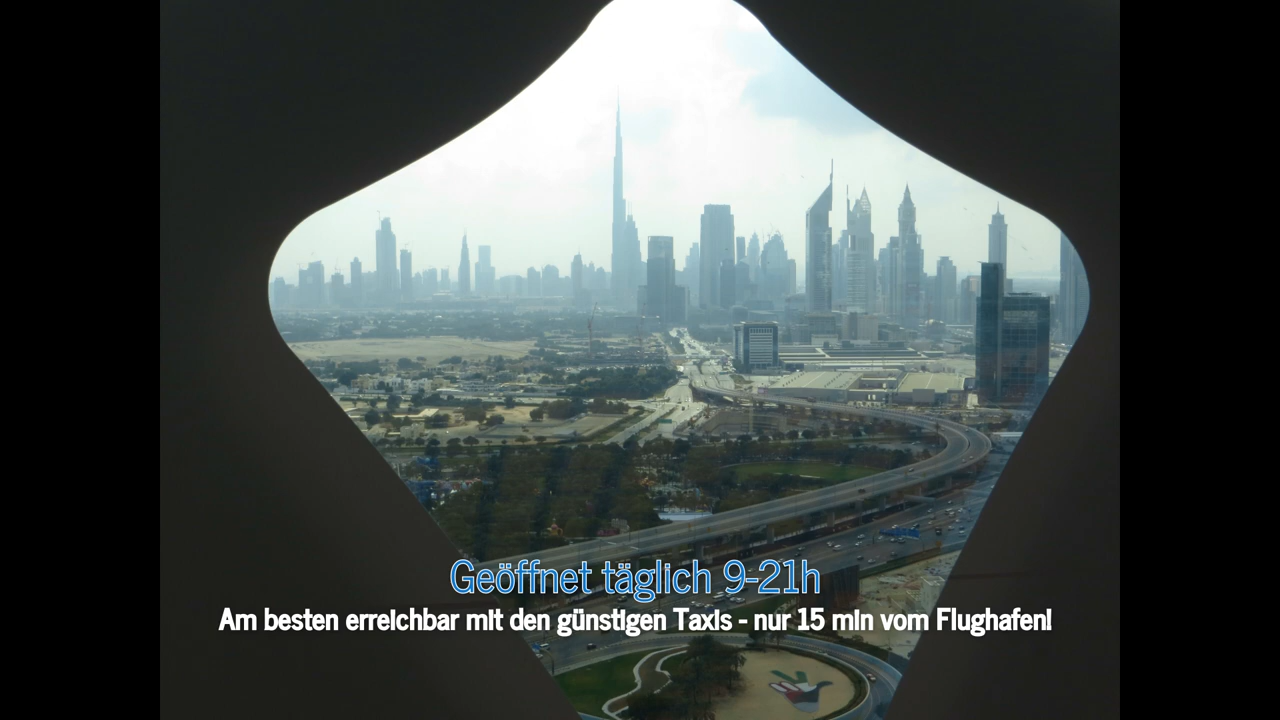 Geöffnet täglich 9-21h
Am besten erreichbar mit den günstigen Taxis - nur 15 min vom Flughafen!